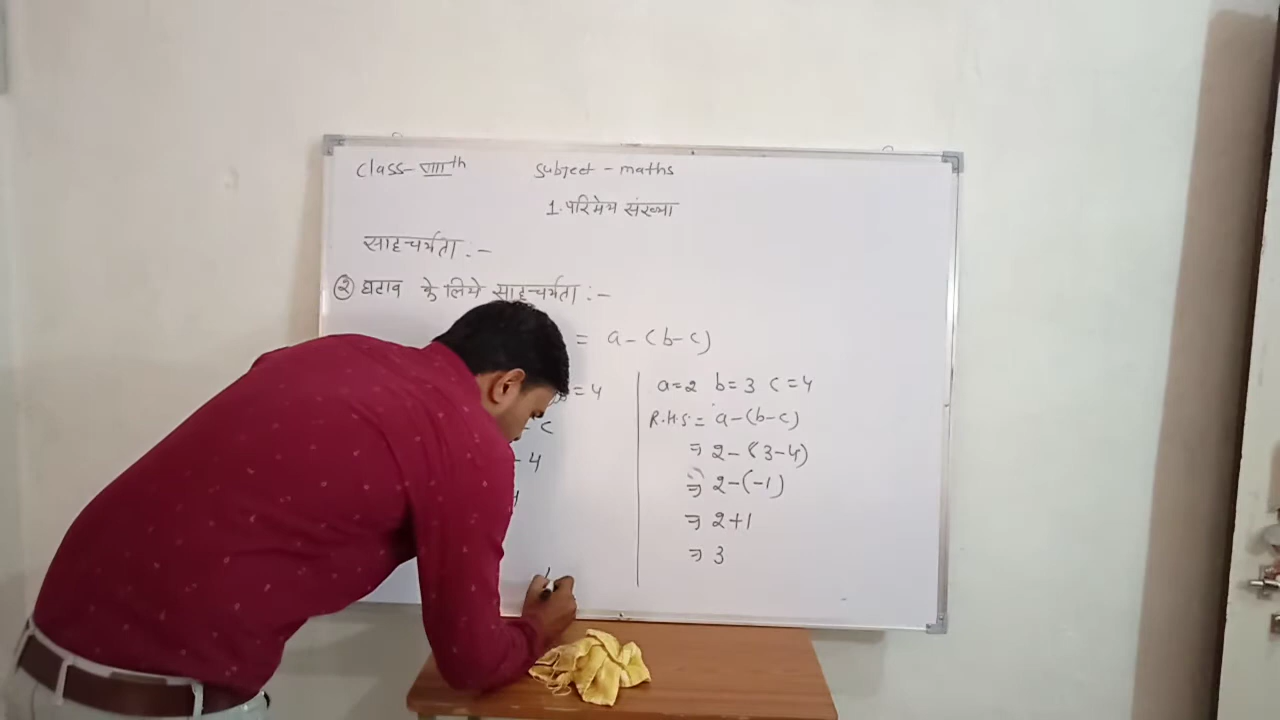 class- VIIIth subject - maths
1. परिमेय संख्या
साहचर्यता :-
② घटाव के लिये साहचर्यता :-
= a - (b - c)
= 4
- c
- 4
a = 2 b = 3 c = 4
R.H.S. = a - (b - c)
⇒ 2 - (3 - 4)
⇒ 2 - (-1)
⇒ 2 + 1
⇒ 3